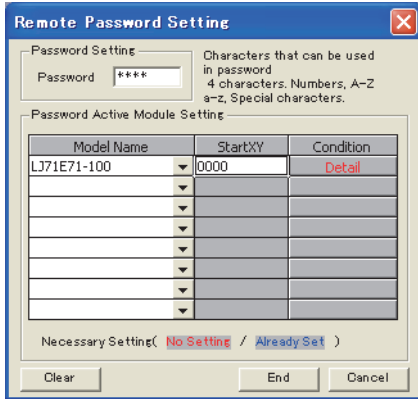 Remote Password Setting
Password Setting
Password ****
Characters that can be used
in password
4 characters. Numbers, A-Z
a-z, Special characters.
Password Active Module Setting
Model Name StartXY Condition
LJ71E71-100 0000 Detail
Necessary Setting( No Setting / Already Set )
Clear End Cancel